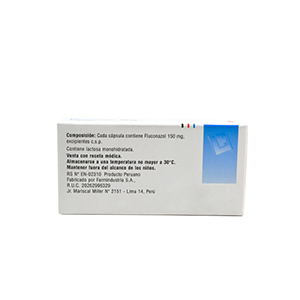 Composición: Cada cápsula contiene Fluconazol 150 mg,
excipientes c.s.p.
Contiene lactosa monohidratada.
Venta con receta médica.
Almacenarse a una temperatura no mayor a 30°C.
Mantener fuera del alcance de los niños.
RS N° EN-02310 Producto Peruano
Fabricado por Farmindustria S.A.,
R.U.C. 20262996329
Jr. Mariscal Miller N° 2151 - Lima 14, Perú